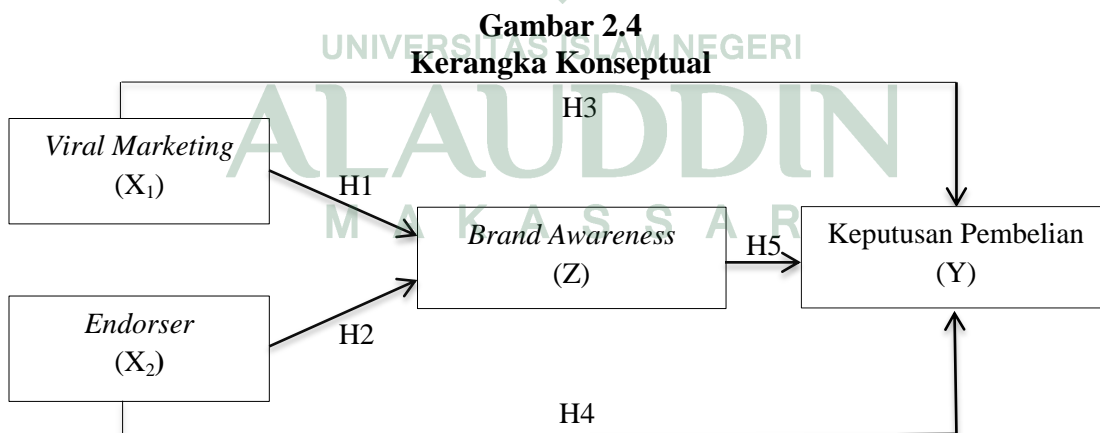 Gambar 2.4
UNIVERSITAS ISLAM NEGERI
Kerangka Konseptual
ALAUDDIN
H3
Viral Marketing
(X₁)
H1
MAKASSAR
Brand Awareness
(Z)
H5
Keputusan Pembelian
(Y)
Endorser
(X₂)
H2
H4